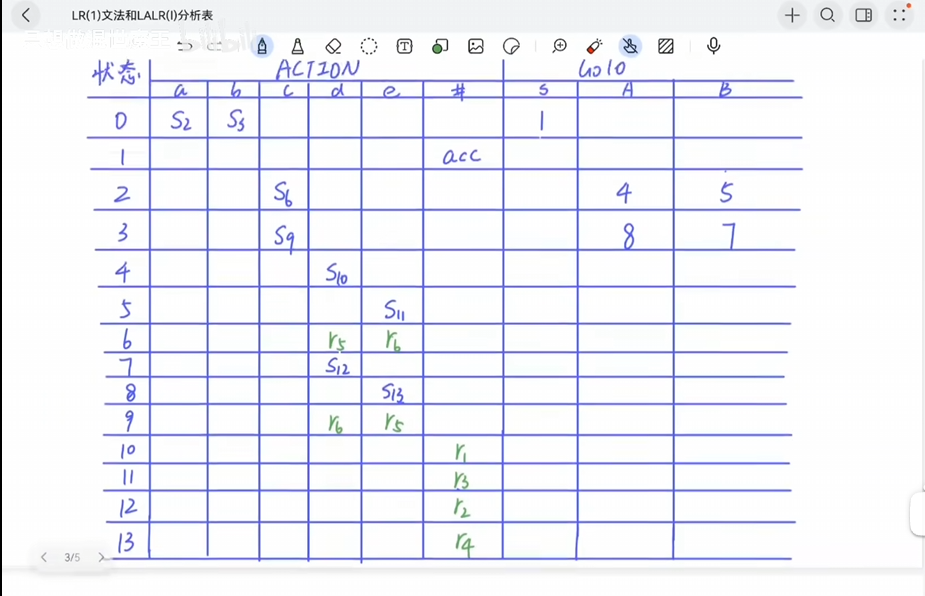 LR(1)文法和LALR(l)分析表
状态 ACTION GOTO
a b c d e # S A B
0 S2 S3 1
1 acc
2 S6 4 5
3 S9 8 7
4 S10
5 S11
6 r5 r6
7 S12
8 S13
9 r6 r5
10 r1
11 r3
12 r2
13 r4
3/5